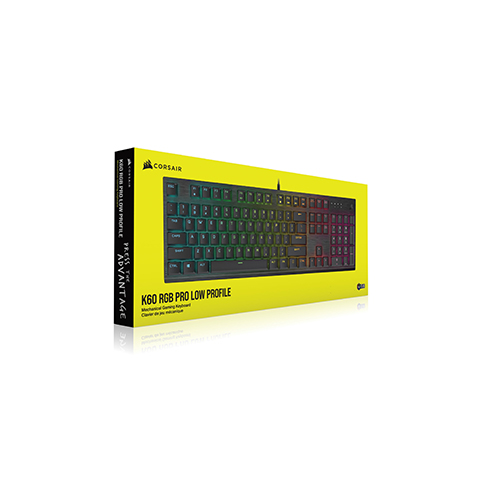 CORSAIR
K60 RGB PRO LOW PROFILE
Mechanical Gaming Keyboard
Clavier de jeu mécanique
K60 RGB PRO LOW PROFILE
PRESS THE
ADVANTAGE